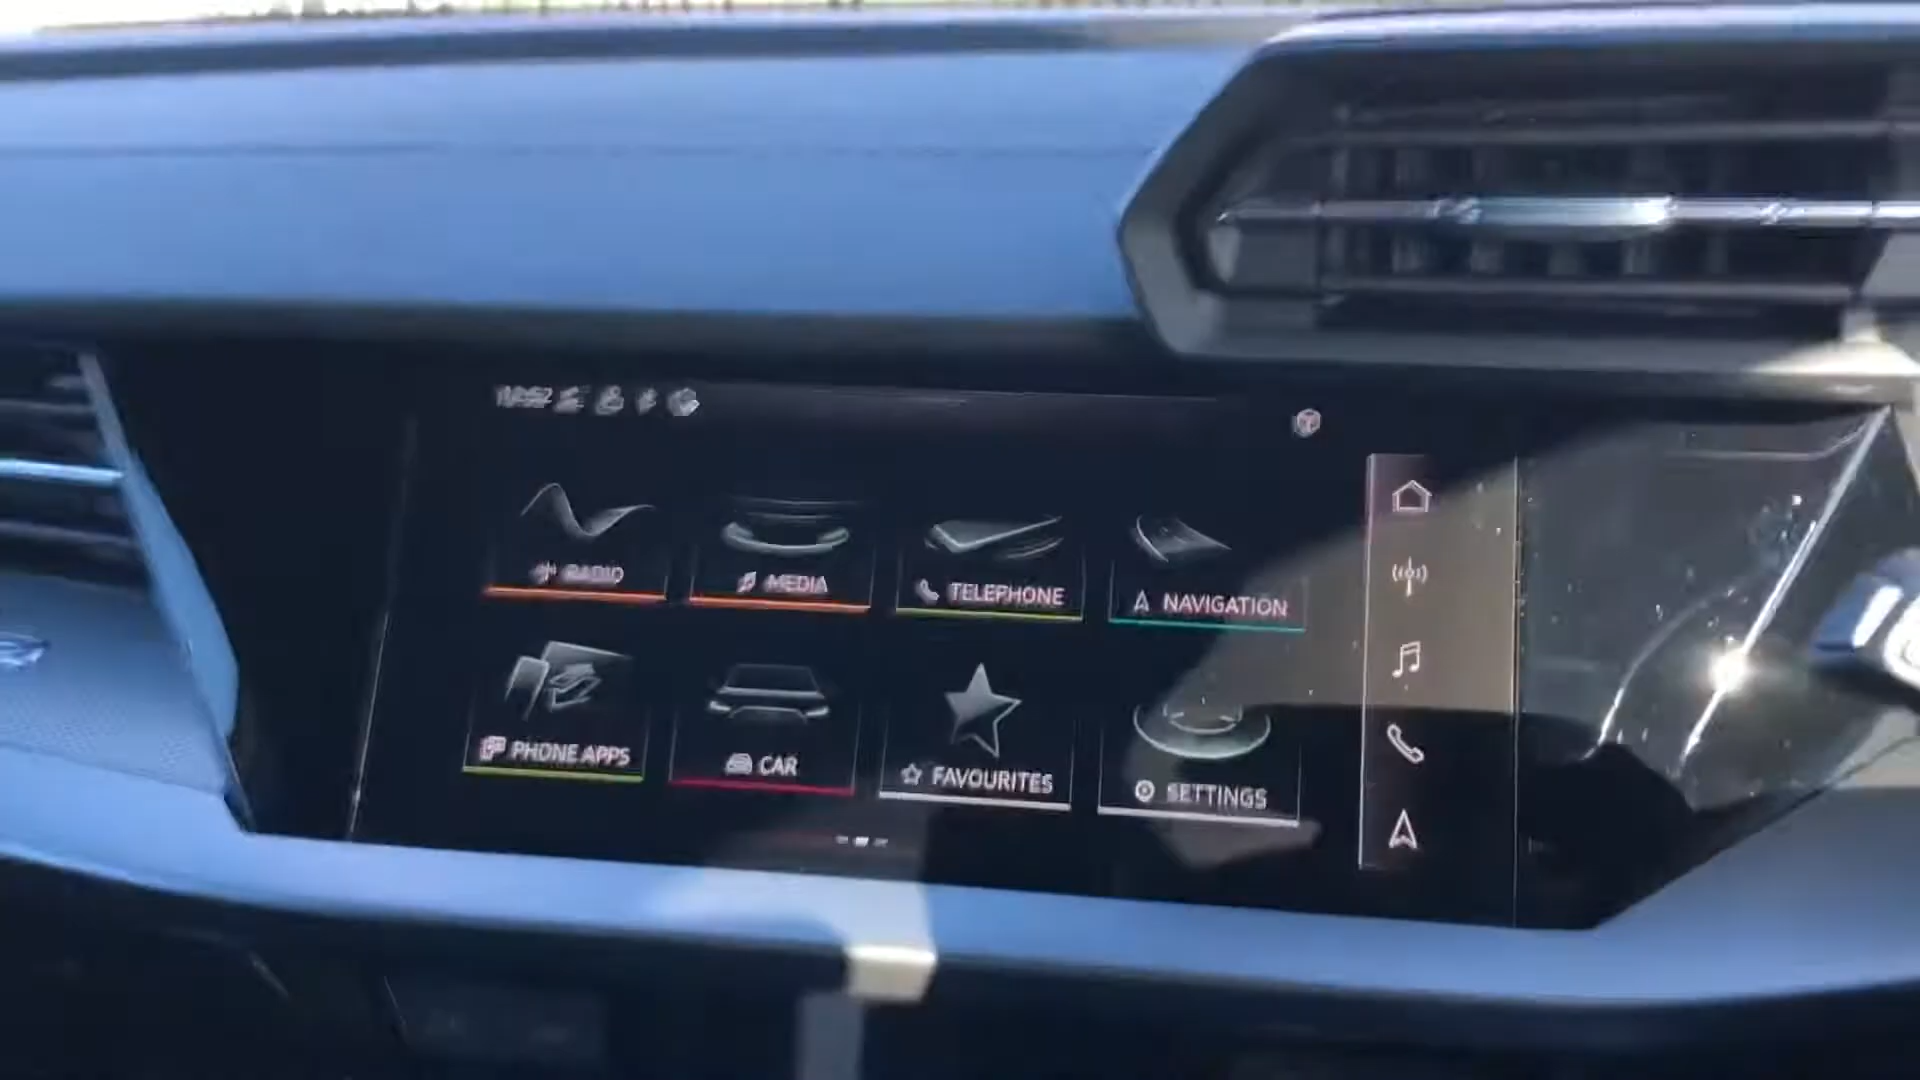 RADIO
MEDIA
TELEPHONE
NAVIGATION
PHONE APPS
CAR
FAVOURITES
SETTINGS